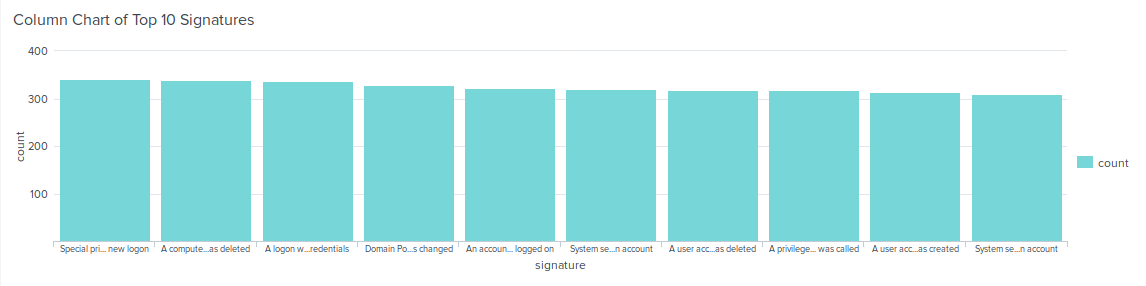 Column Chart of Top 10 Signatures
400
300
200
100
count
Special pri... new logon
A compute...as deleted
A logon w...redentials
Domain Po...s changed
An accoun... logged on
System se...n account
A user acc...as deleted
A privilege... was called
A user acc...as created
System se...n account
signature
count